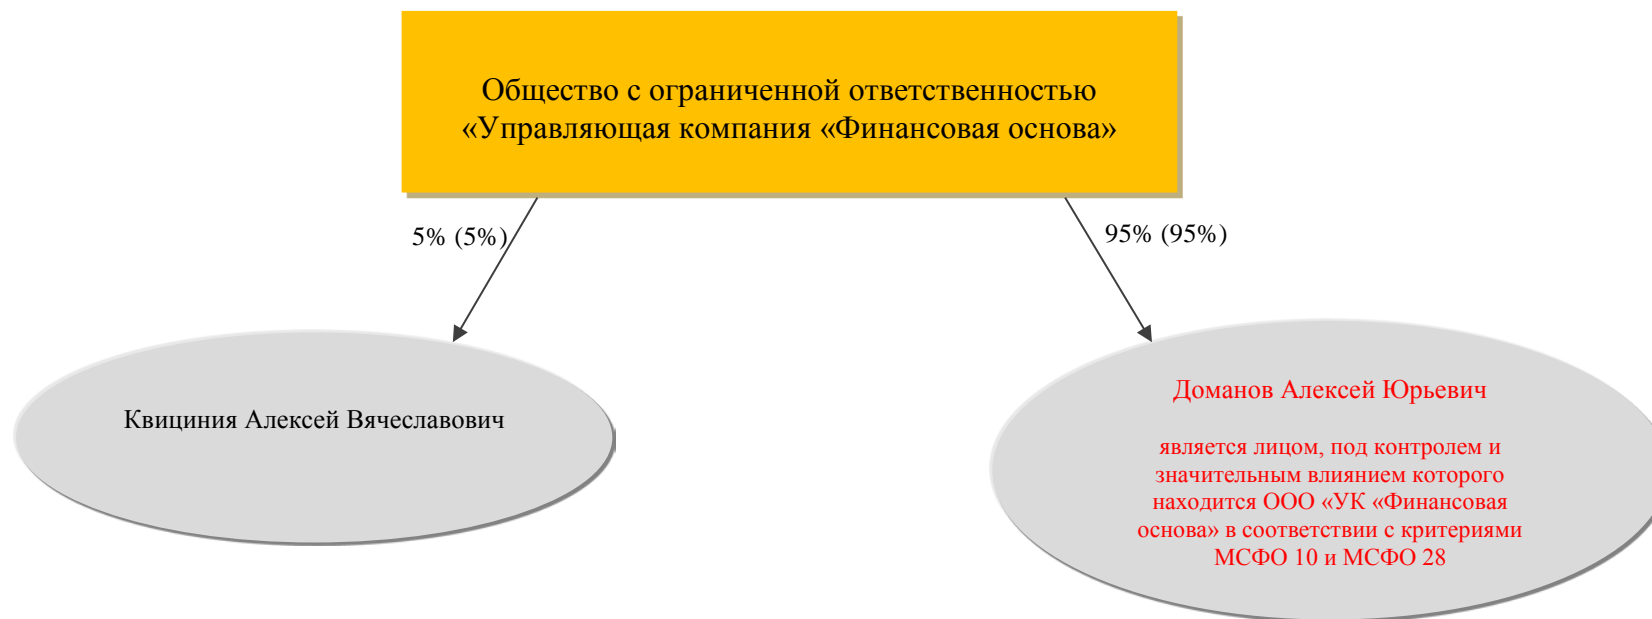 Общество с ограниченной ответственностью
«Управляющая компания «Финансовая основа»
5% (5%)
95% (95%)
Квициния Алексей Вячеславович
Доманов Алексей Юрьевич
является лицом, под контролем и
значительным влиянием которого
находится ООО «УК «Финансовая
основа» в соответствии с критериями
МСФО 10 и МСФО 28